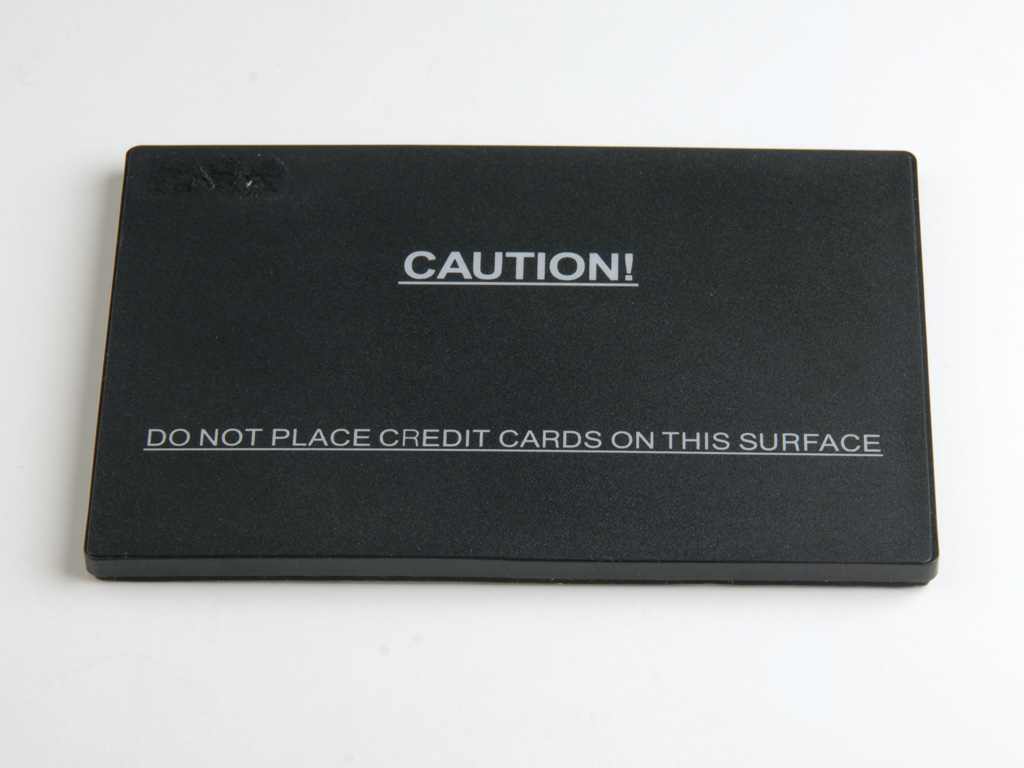 CAUTION!
DO NOT PLACE CREDIT CARDS ON THIS SURFACE